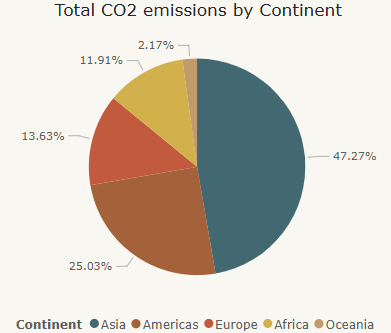 Total CO2 emissions by Continent
2.17%
11.91%
13.63%
47.27%
25.03%
Continent Asia Americas Europe Africa Oceania